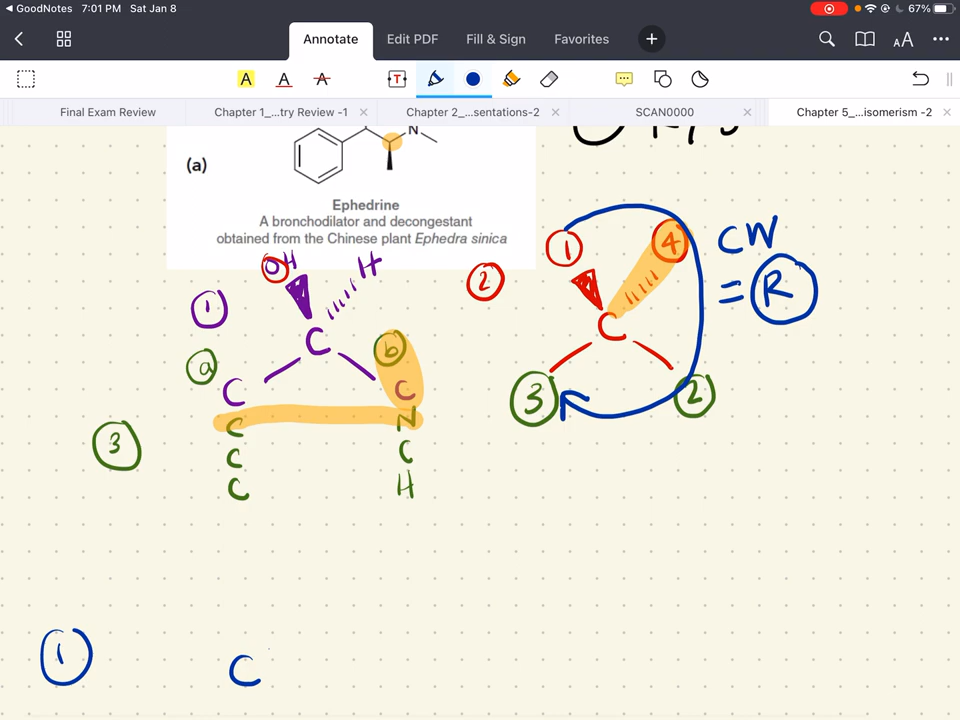 GoodNotes 7:01 PM Sat Jan 8 67%
Annotate Edit PDF Fill & Sign Favorites
A A A T AA
Final Exam Review Chapter 1_...try Review -1 Chapter 2_...sentations-2 SCAN0000 Chapter 5_...isomerism -2
N
(a)
Ephedrine
A bronchodilator and decongestant
obtained from the Chinese plant Ephedra sinica
OH H
1
C
a b
C C
C N
3
C C
C H
2
1 4
C
3 2
CW
= R
1 C